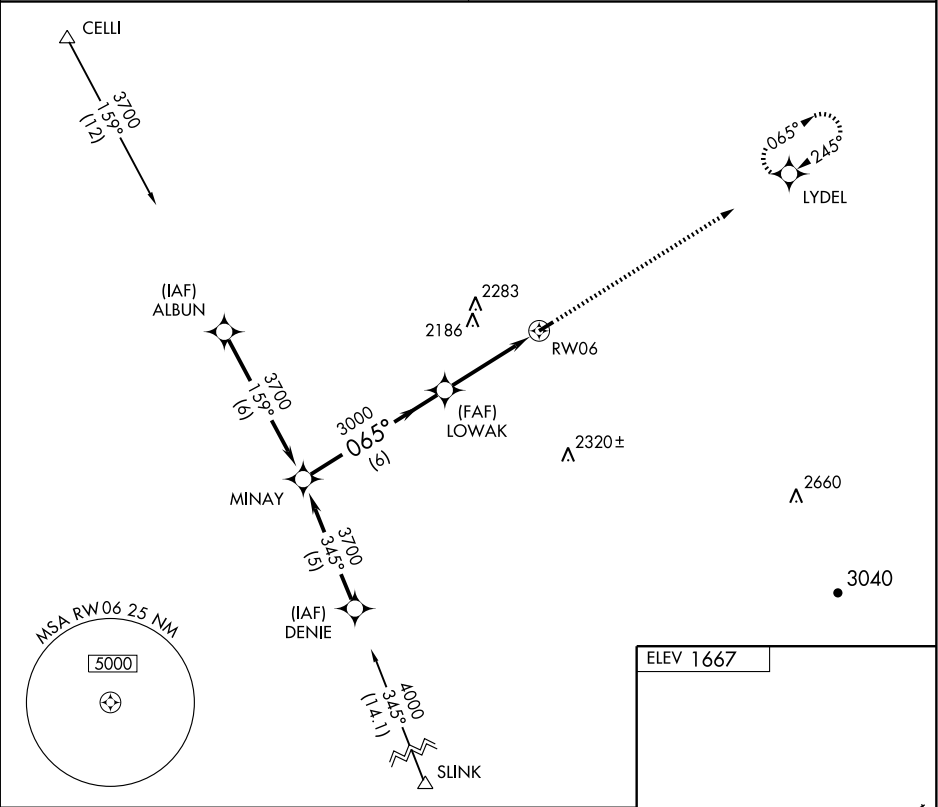 CELLI
3700
159°
(12)
065°
245°
LYDEL
(IAF)
ALBUN
2283
2186
RW06
3700
159°
(6)
3000
065°
(6)
(FAF)
LOWAK
2320±
MINAY
2660
3700
345°
(5)
3040
(IAF)
DENIE
MSA RW06 25 NM
5000
ELEV 1667
4000
345°
(14.1)
SLINK